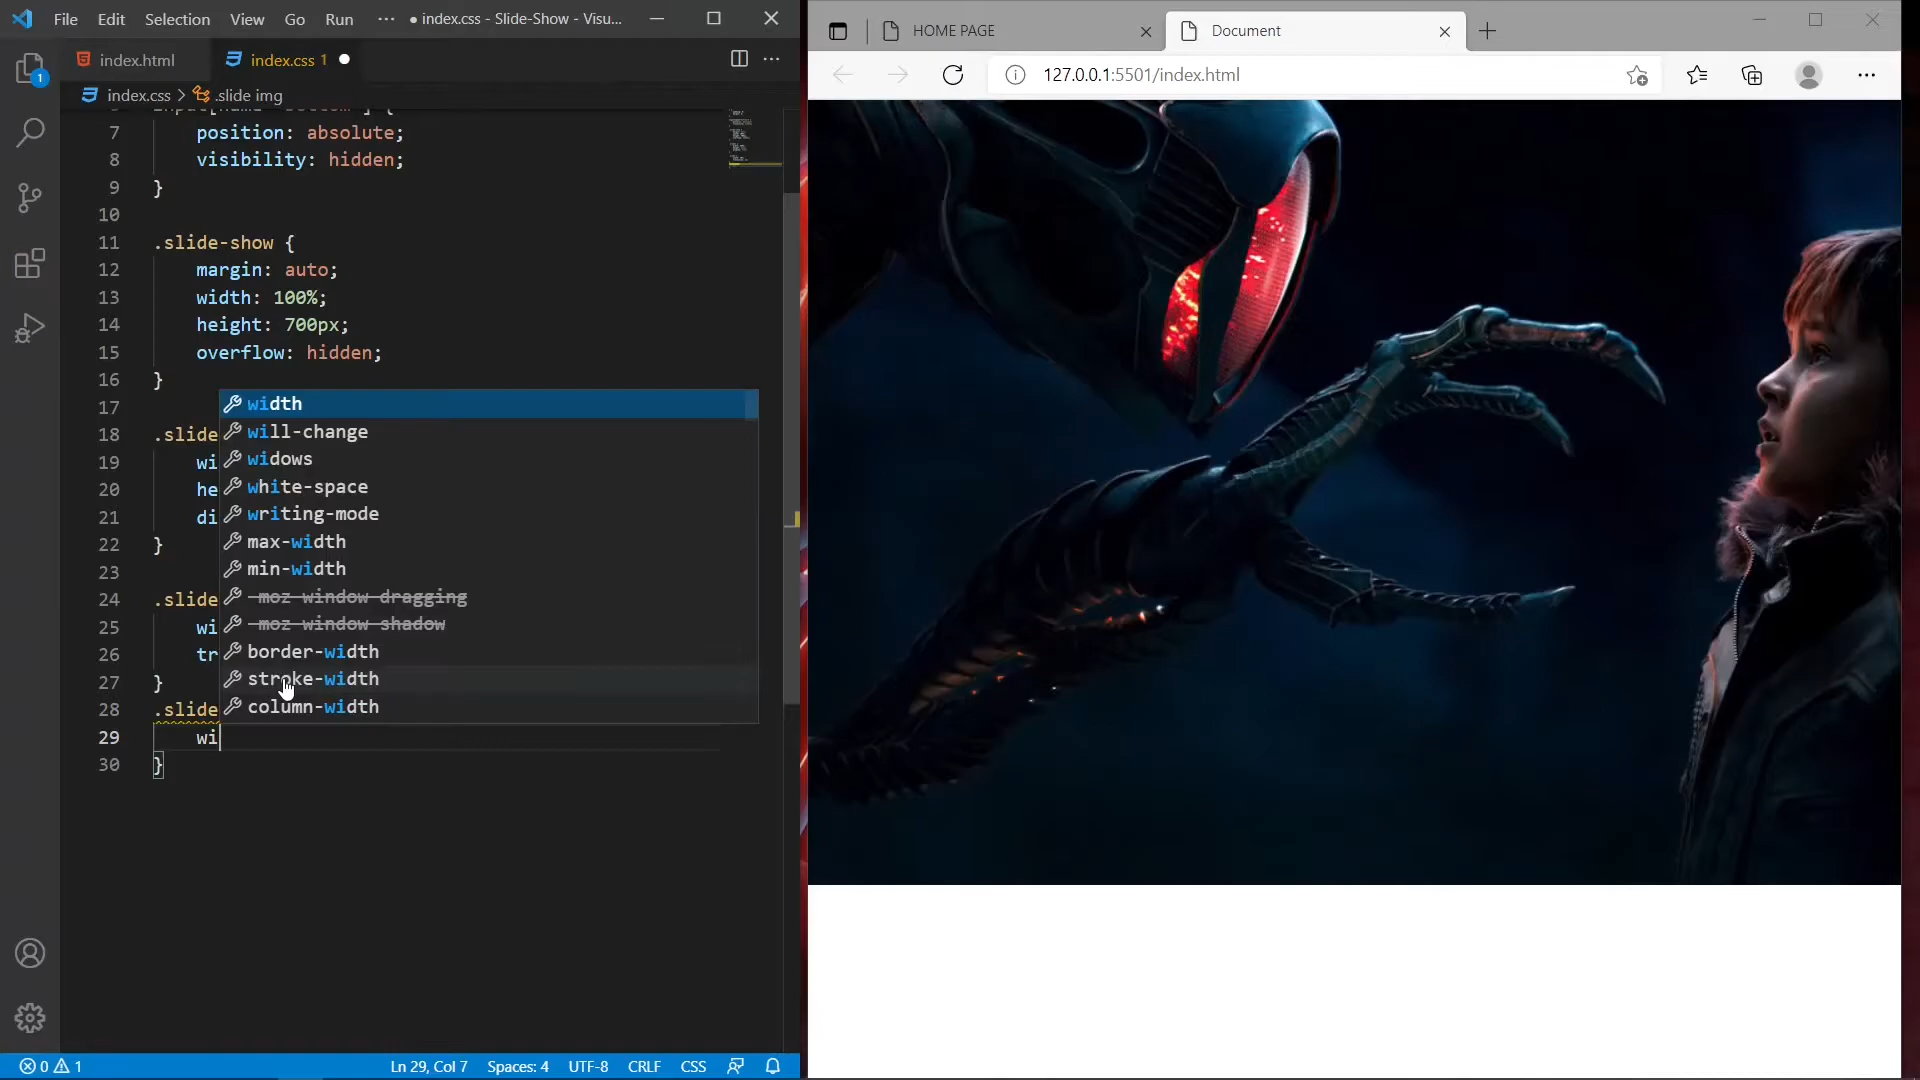 File Edit Selection View Go Run ··· ● index.css - Slide-Show - Visu...
index.html index.css 1
index.css > .slide img
7 position: absolute;
8 visibility: hidden;
9 }
10
11 .slide-show {
12 margin: auto;
13 width: 100%;
14 height: 700px;
15 overflow: hidden;
16 }
17
18 .slide
19 wi
20 he
21 di
22 }
23
24 .slide
25 wi
26 tr
27 }
28 .slide
29 wi
30 }
width
will-change
widows
white-space
writing-mode
max-width
min-width
-moz-window-dragging
-moz-window-shadow
border-width
stroke-width
column-width
1
0 1 Ln 29, Col 7 Spaces: 4 UTF-8 CRLF CSS
HOME PAGE Document
127.0.0.1:5501/index.html